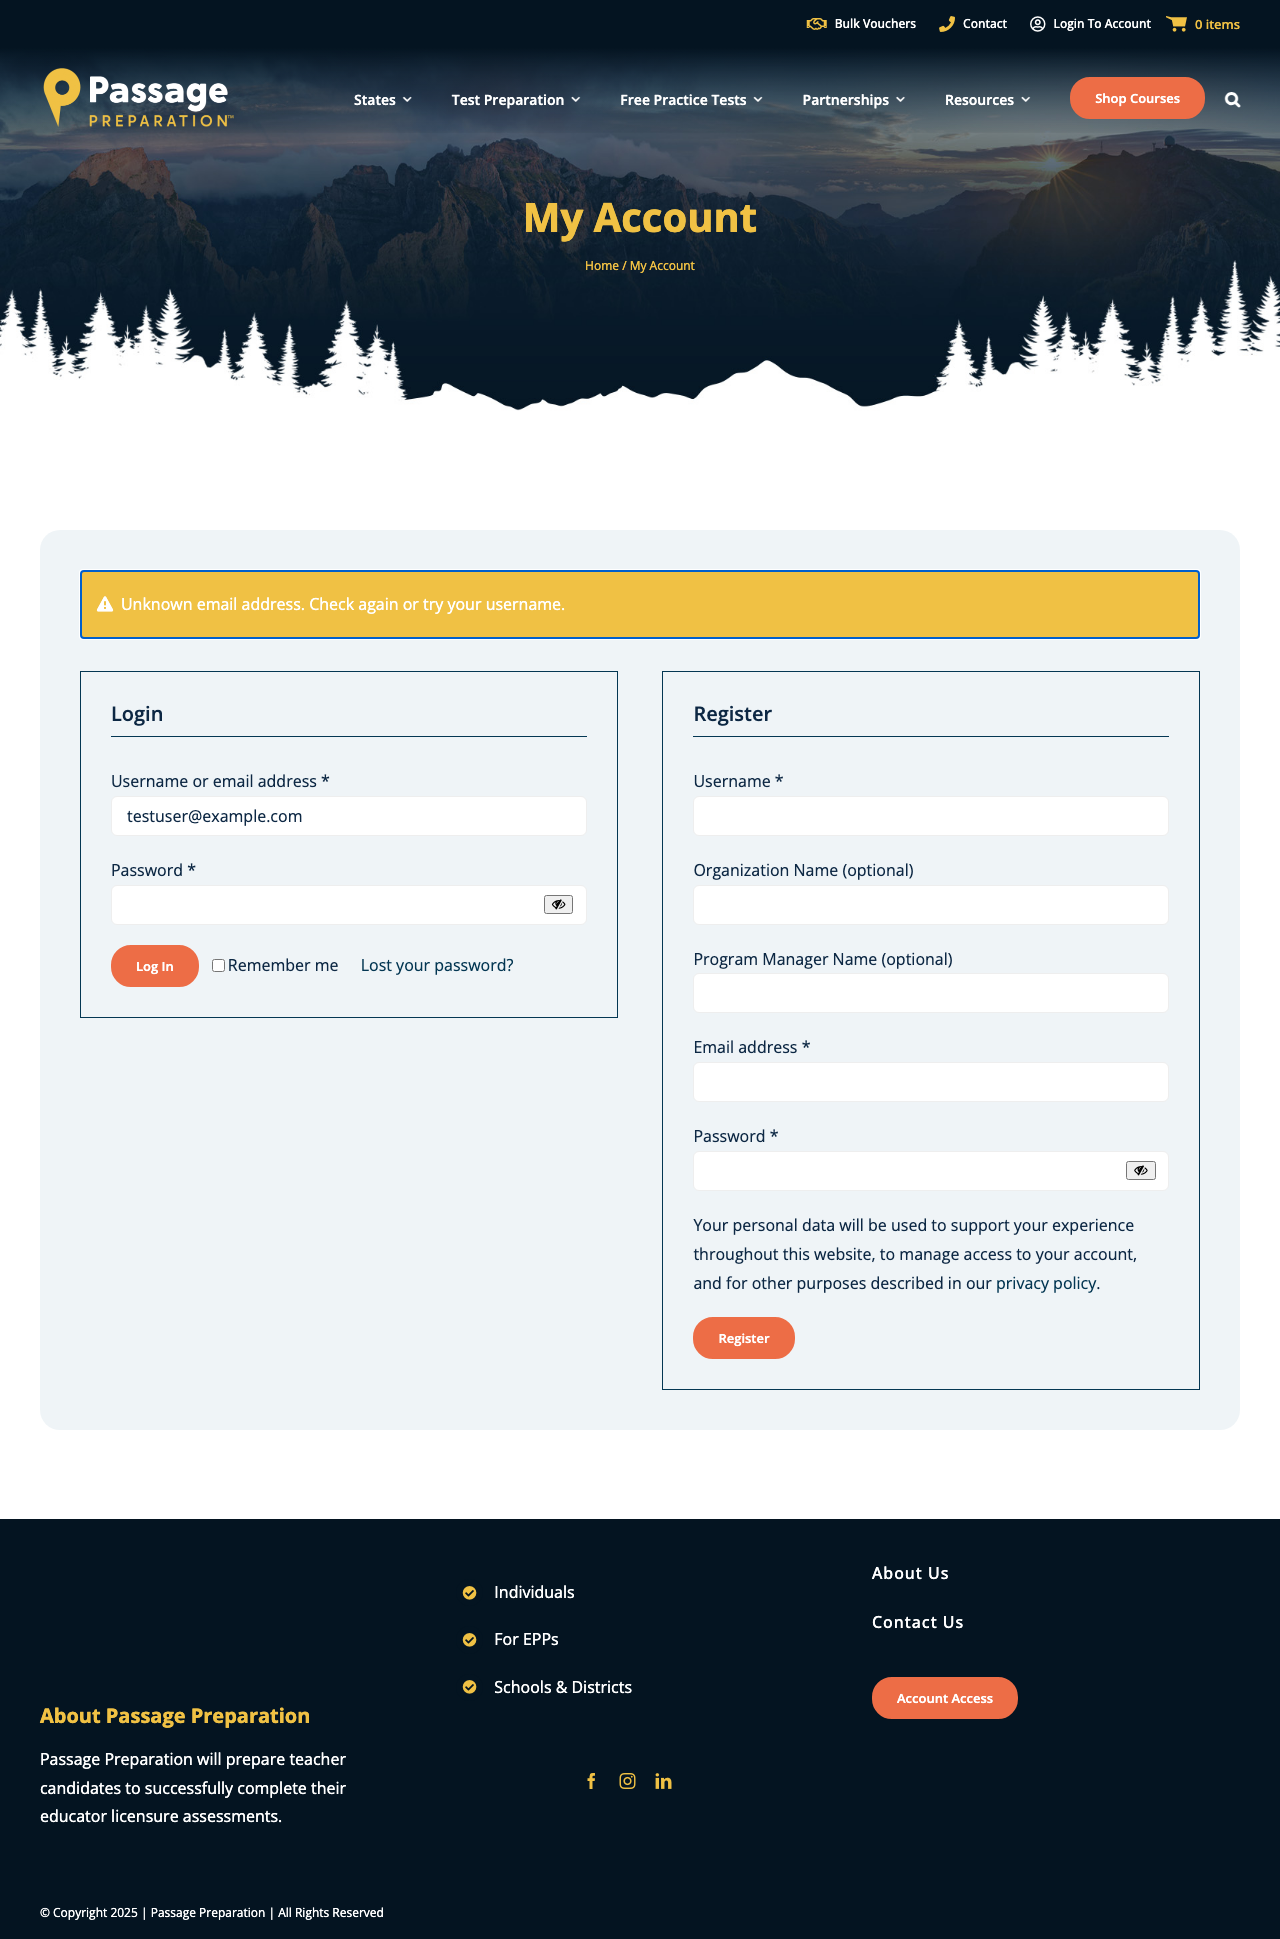 Bulk Vouchers
Contact
Login To Account
0 items
Passage
PREPARATION™
States
Test Preparation
Free Practice Tests
Partnerships
Resources
Shop Courses
My Account
Home / My Account
Unknown email address. Check again or try your username.
Login
Username or email address *
testuser@example.com
Password *
Log In
Remember me
Lost your password?
Register
Username *
Organization Name (optional)
Program Manager Name (optional)
Email address *
Password *
Your personal data will be used to support your experience
throughout this website, to manage access to your account,
and for other purposes described in our privacy policy.
Register
About Passage Preparation
Passage Preparation will prepare teacher
candidates to successfully complete their
educator licensure assessments.
Individuals
For EPPs
Schools & Districts
About Us
Contact Us
Account Access
© Copyright 2025 | Passage Preparation | All Rights Reserved